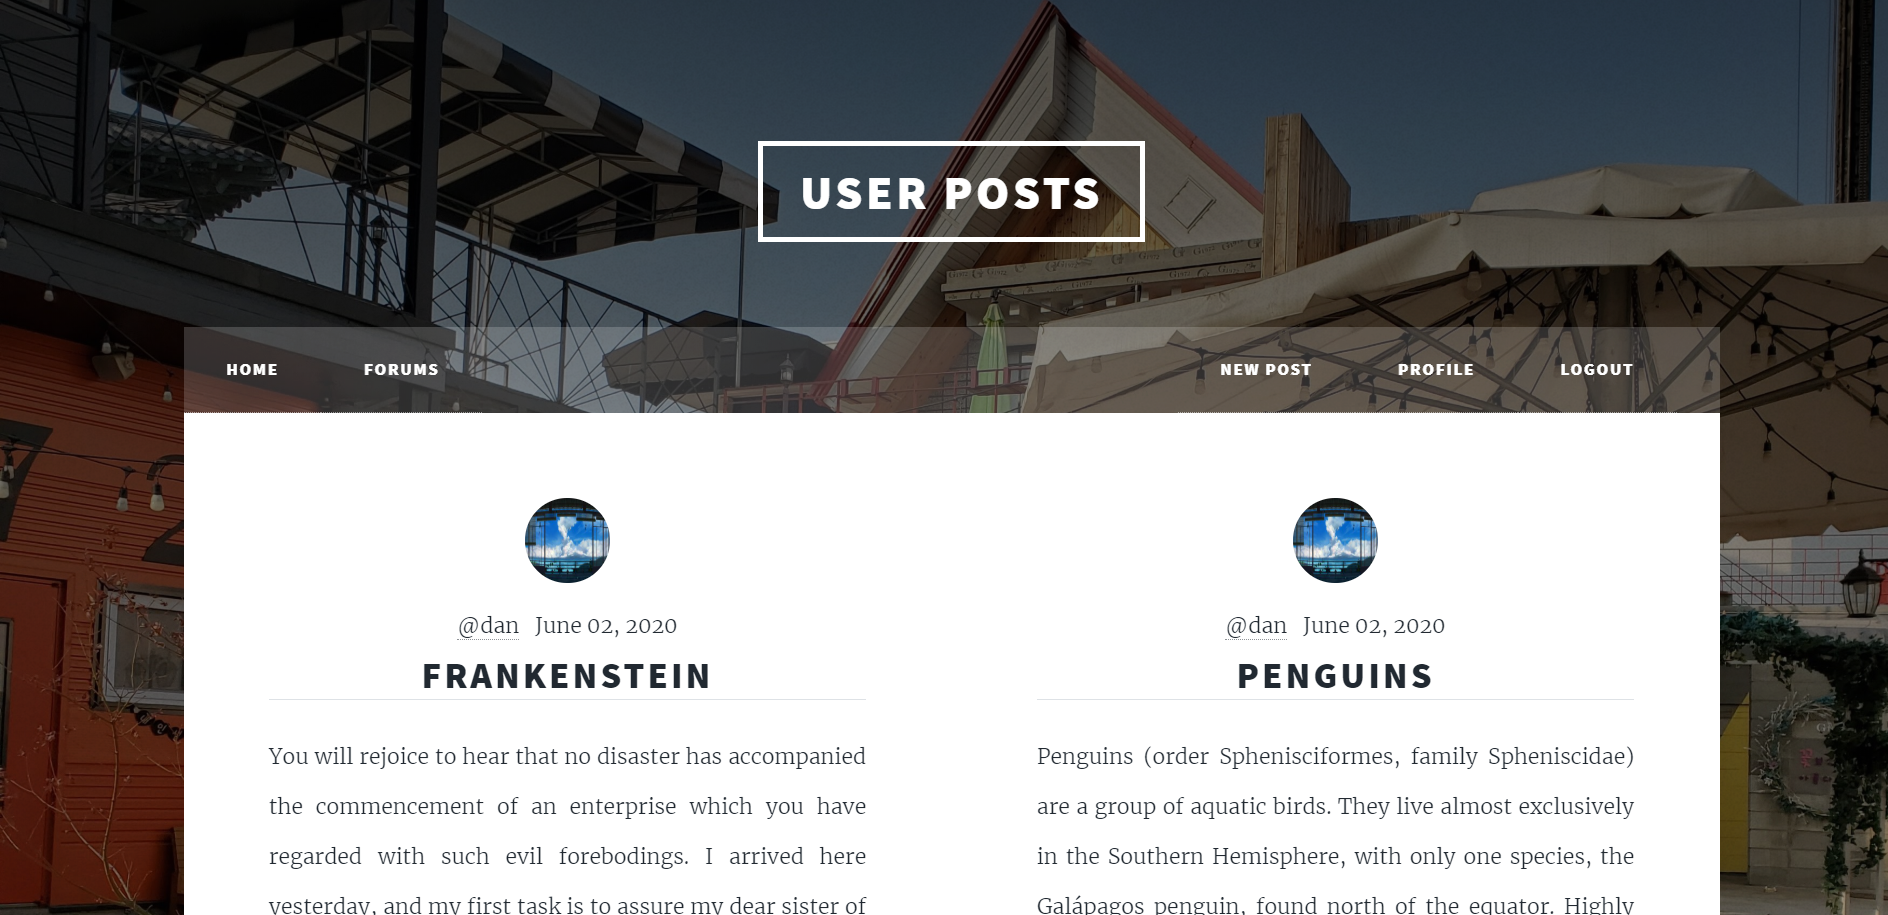 USER POSTS
HOME
FORUMS
NEW POST
PROFILE
LOGOUT
@dan June 02, 2020
FRANKENSTEIN
You will rejoice to hear that no disaster has accompanied
the commencement of an enterprise which you have
regarded with such evil forebodings. I arrived here
yesterday, and my first task is to assure my dear sister of
@dan June 02, 2020
PENGUINS
Penguins (order Sphenisciformes, family Spheniscidae)
are a group of aquatic birds. They live almost exclusively
in the Southern Hemisphere, with only one species, the
Galápagos penguin, found north of the equator. Highly